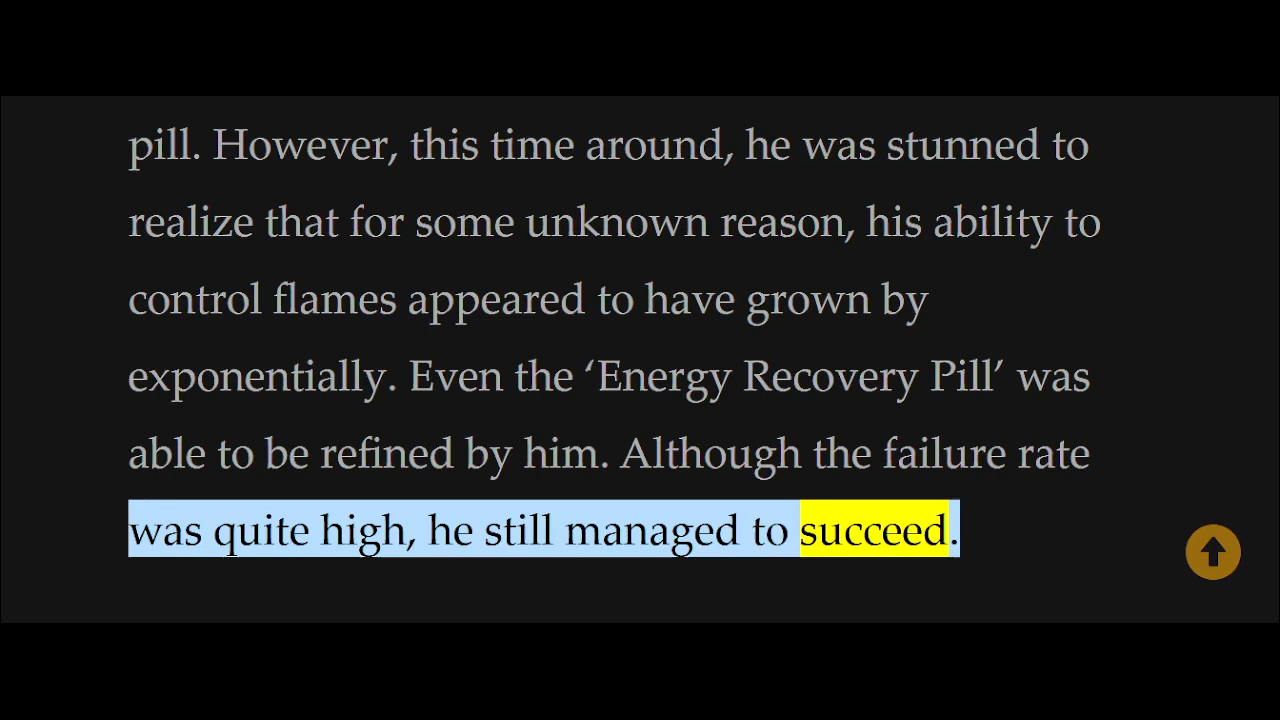 pill. However, this time around, he was stunned to
realize that for some unknown reason, his ability to
control flames appeared to have grown by
exponentially. Even the ‘Energy Recovery Pill’ was
able to be refined by him. Although the failure rate
was quite high, he still managed to succeed.